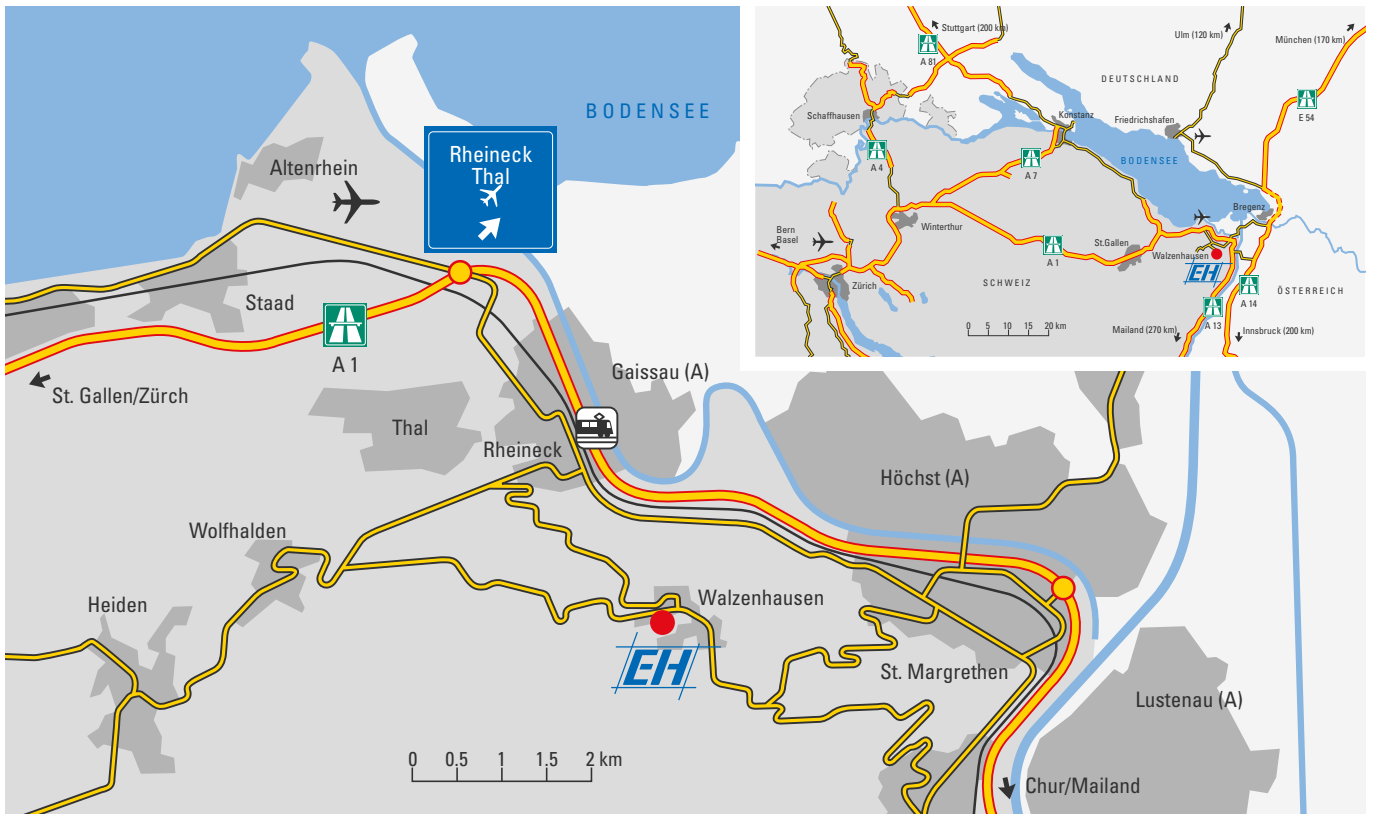 BODENSEE
Rheineck
Thal
Altenrhein
Staad
A 1
St. Gallen/Zürch
Gaissau (A)
Thal
Rheineck
Höchst (A)
Wolfhalden
Heiden
Walzenhausen
EH
St. Margrethen
Lustenau (A)
0 0.5 1 1.5 2 km
Chur/Mailand
Stuttgart (200 km)
Ulm (120 km)
München (170 km)
A 81
DEUTSCHLAND
E 54
Schaffhausen
Konstanz
Friedrichshafen
A 4
A 7
BODENSEE
Bregenz
Winterthur
Bern
Basel
A 1
St.Gallen
Walzenhausen
EH
Zürich
SCHWEIZ
ÖSTERREICH
A 14
A 13
0 5 10 15 20 km
Mailand (270 km)
Innsbruck (200 km)